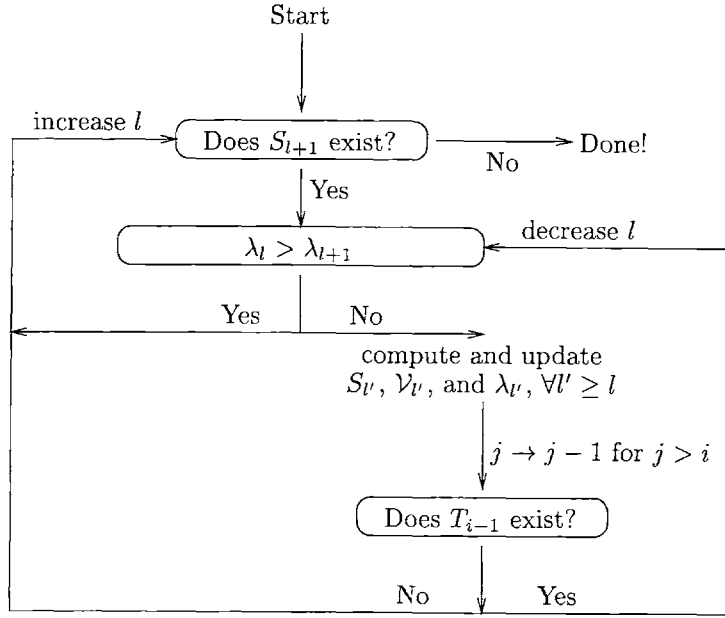 Start
increase l
Does S_{l+1} exist?
Done!
No
Yes
decrease l
λ_l > λ_{l+1}
Yes
No
compute and update
S_{l'}, 𝒱_{l'}, and λ_{l'}, ∀l' ≥ l
j → j − 1 for j > i
Does T_{i−1} exist?
No
Yes